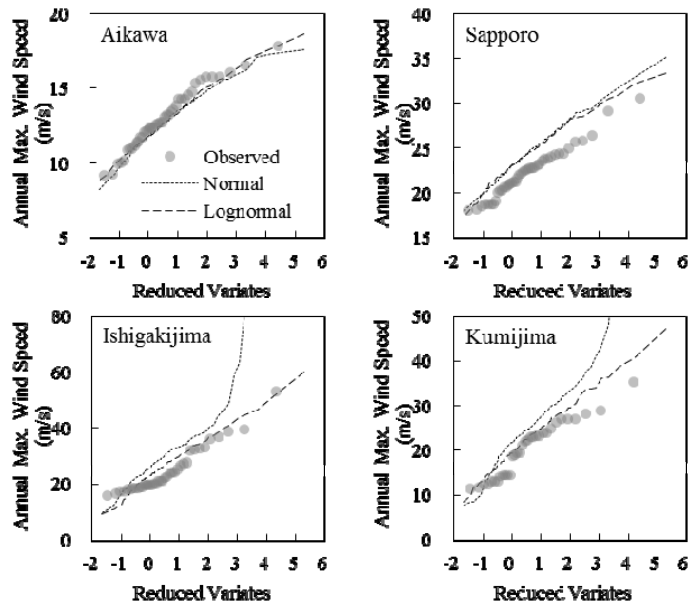 Aikawa
Annual Max. Wind Speed
(m/s)
20
15
10
5
Observed
Normal
Lognormal
-2 -1 0 1 2 3 4 5 6
Reduced Variates
Sapporo
Annual Max. Wind Speed
(m/s)
40
35
30
25
20
15
-2 -1 0 1 2 3 4 5 6
Reduced Variates
Ishigakijima
Annual Max. Wind Speed
(m/s)
80
60
40
20
0
-2 -1 0 1 2 3 4 5 6
Reduced Variates
Kumijima
Annual Max. Wind Speed
(m/s)
50
40
30
20
10
0
-2 -1 0 1 2 3 4 5 6
Reduced Variates